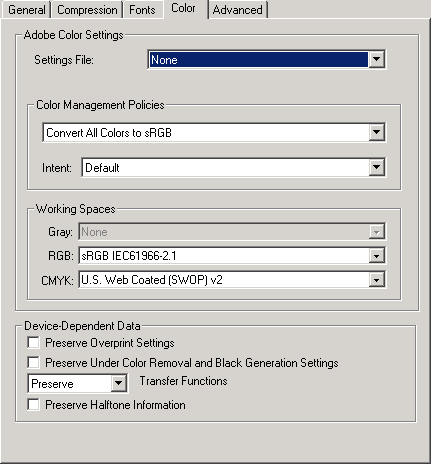 General Compression Fonts Color Advanced
Adobe Color Settings
Settings File: None
Color Management Policies
Convert All Colors to sRGB
Intent: Default
Working Spaces
Gray: None
RGB: sRGB IEC61966-2.1
CMYK: U.S. Web Coated (SWOP) v2
Device-Dependent Data
Preserve Overprint Settings
Preserve Under Color Removal and Black Generation Settings
Preserve Transfer Functions
Preserve Halftone Information